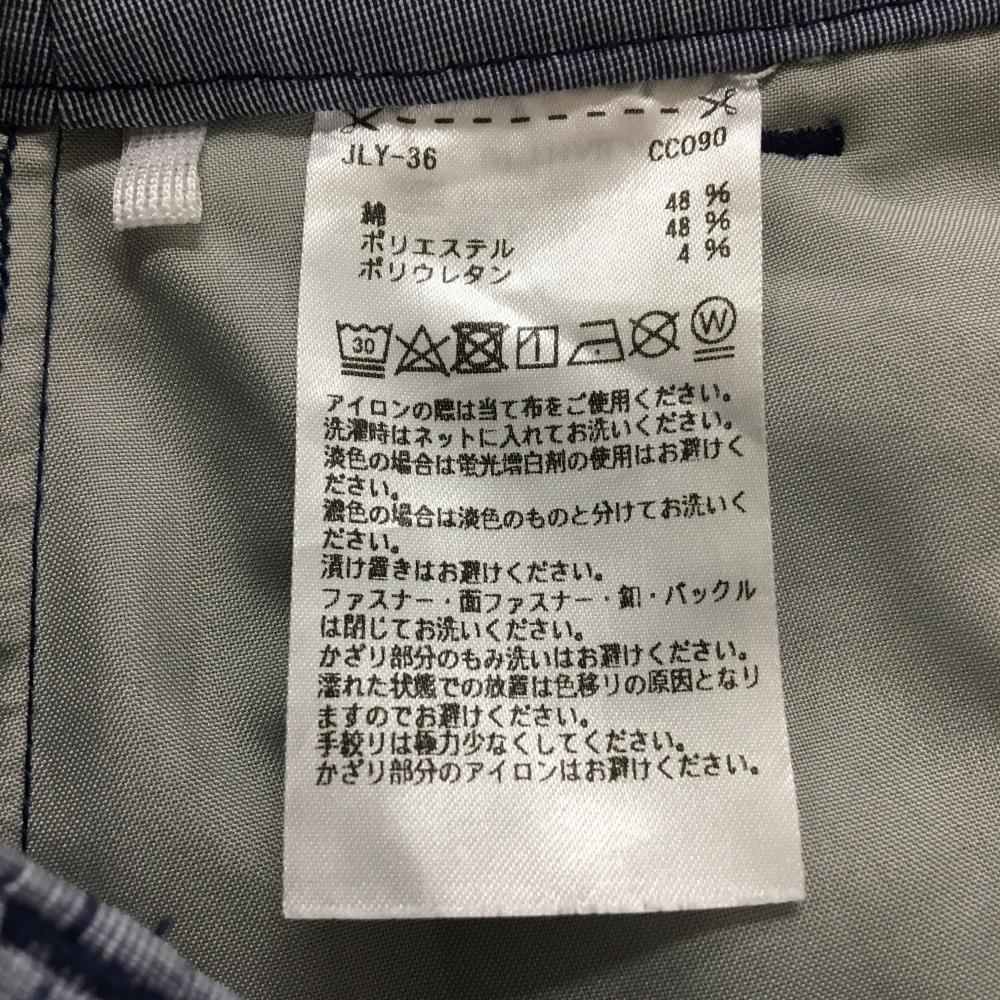 JLY-36 CC090
綿 48 %
ポリエステル 48 %
ポリウレタン 4 %
30 W
アイロンの際は当て布をご使用ください。
洗濯時はネットに入れてお洗いください。
淡色の場合は蛍光増白剤の使用はお避けく
ださい。
濃色の場合は淡色のものと分けてお洗いく
ださい。
漬け置きはお避けください。
ファスナー・面ファスナー・釦・バックル
は閉じてお洗いください。
かざり部分のもみ洗いはお避けください。
濡れた状態での放置は色移りの原因となり
ますのでお避けください。
手絞りは極力少なくしてください。
かざり部分のアイロンはお避けください。